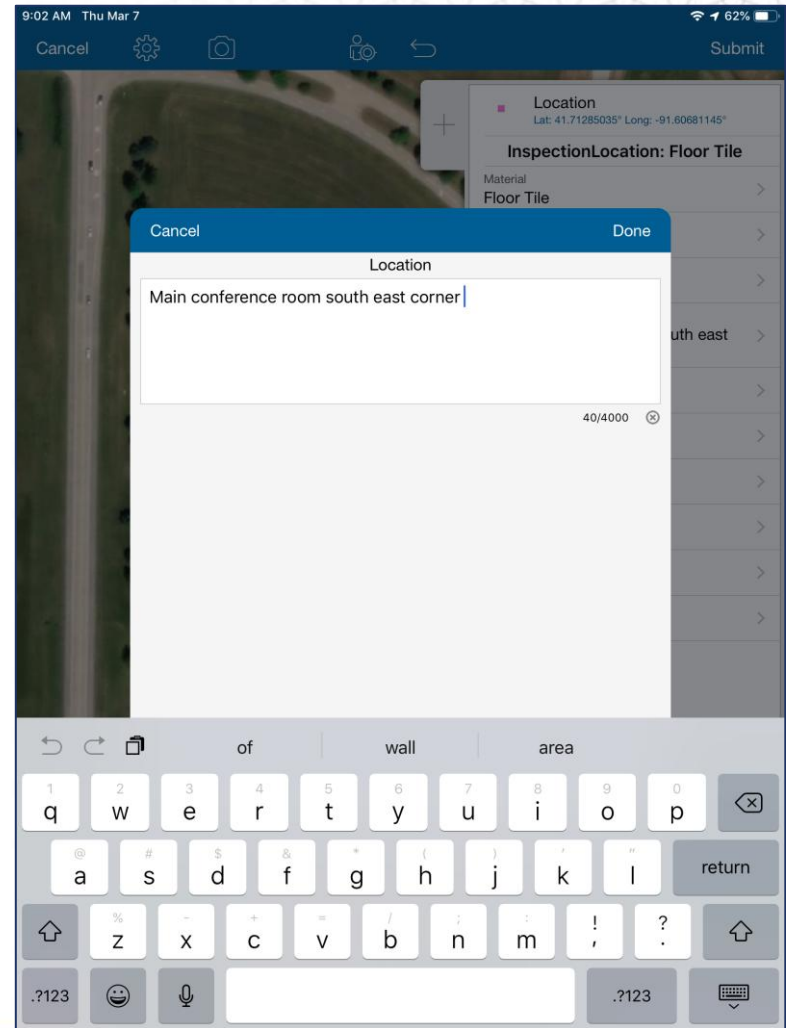 9:02 AM Thu Mar 7
62%
Cancel
Submit
Location
Lat: 41.71285035° Long: -91.60681145°
InspectionLocation: Floor Tile
Material
Floor Tile
Cancel
Done
Location
Main conference room south east corner
uth east
40/4000
of wall area
1 2 3 4 5 6 7 8 9 0
q w e r t y u i o p
@ # $ & * ( ) ' "
a s d f g h j k l return
% - + = / ; : ! ?
z x c v b n m , .
.?123 .?123